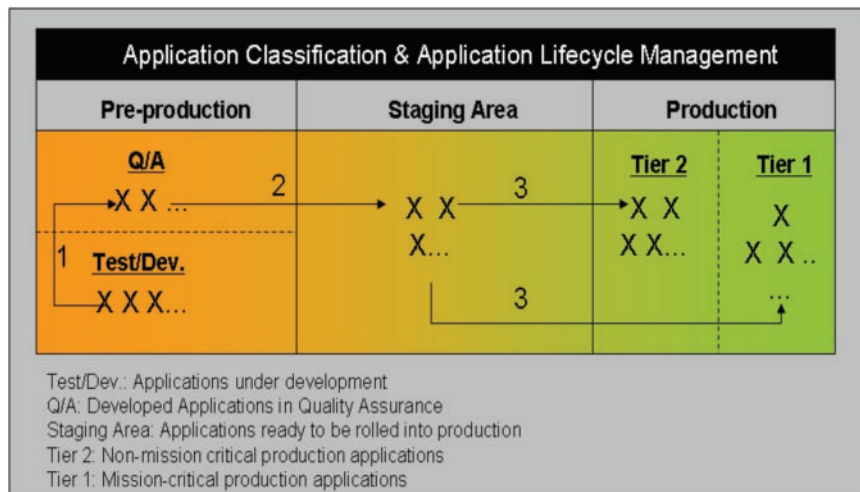 Application Classification & Application Lifecycle Management
Pre-production Staging Area Production
Q/A 2 3 Tier 2 Tier 1
X X ... X X X X X
X... X X... X X ..
1 Test/Dev. ...
X X X... 3
Test/Dev.: Applications under development
Q/A: Developed Applications in Quality Assurance
Staging Area: Applications ready to be rolled into production
Tier 2: Non-mission critical production applications
Tier 1: Mission-critical production applications